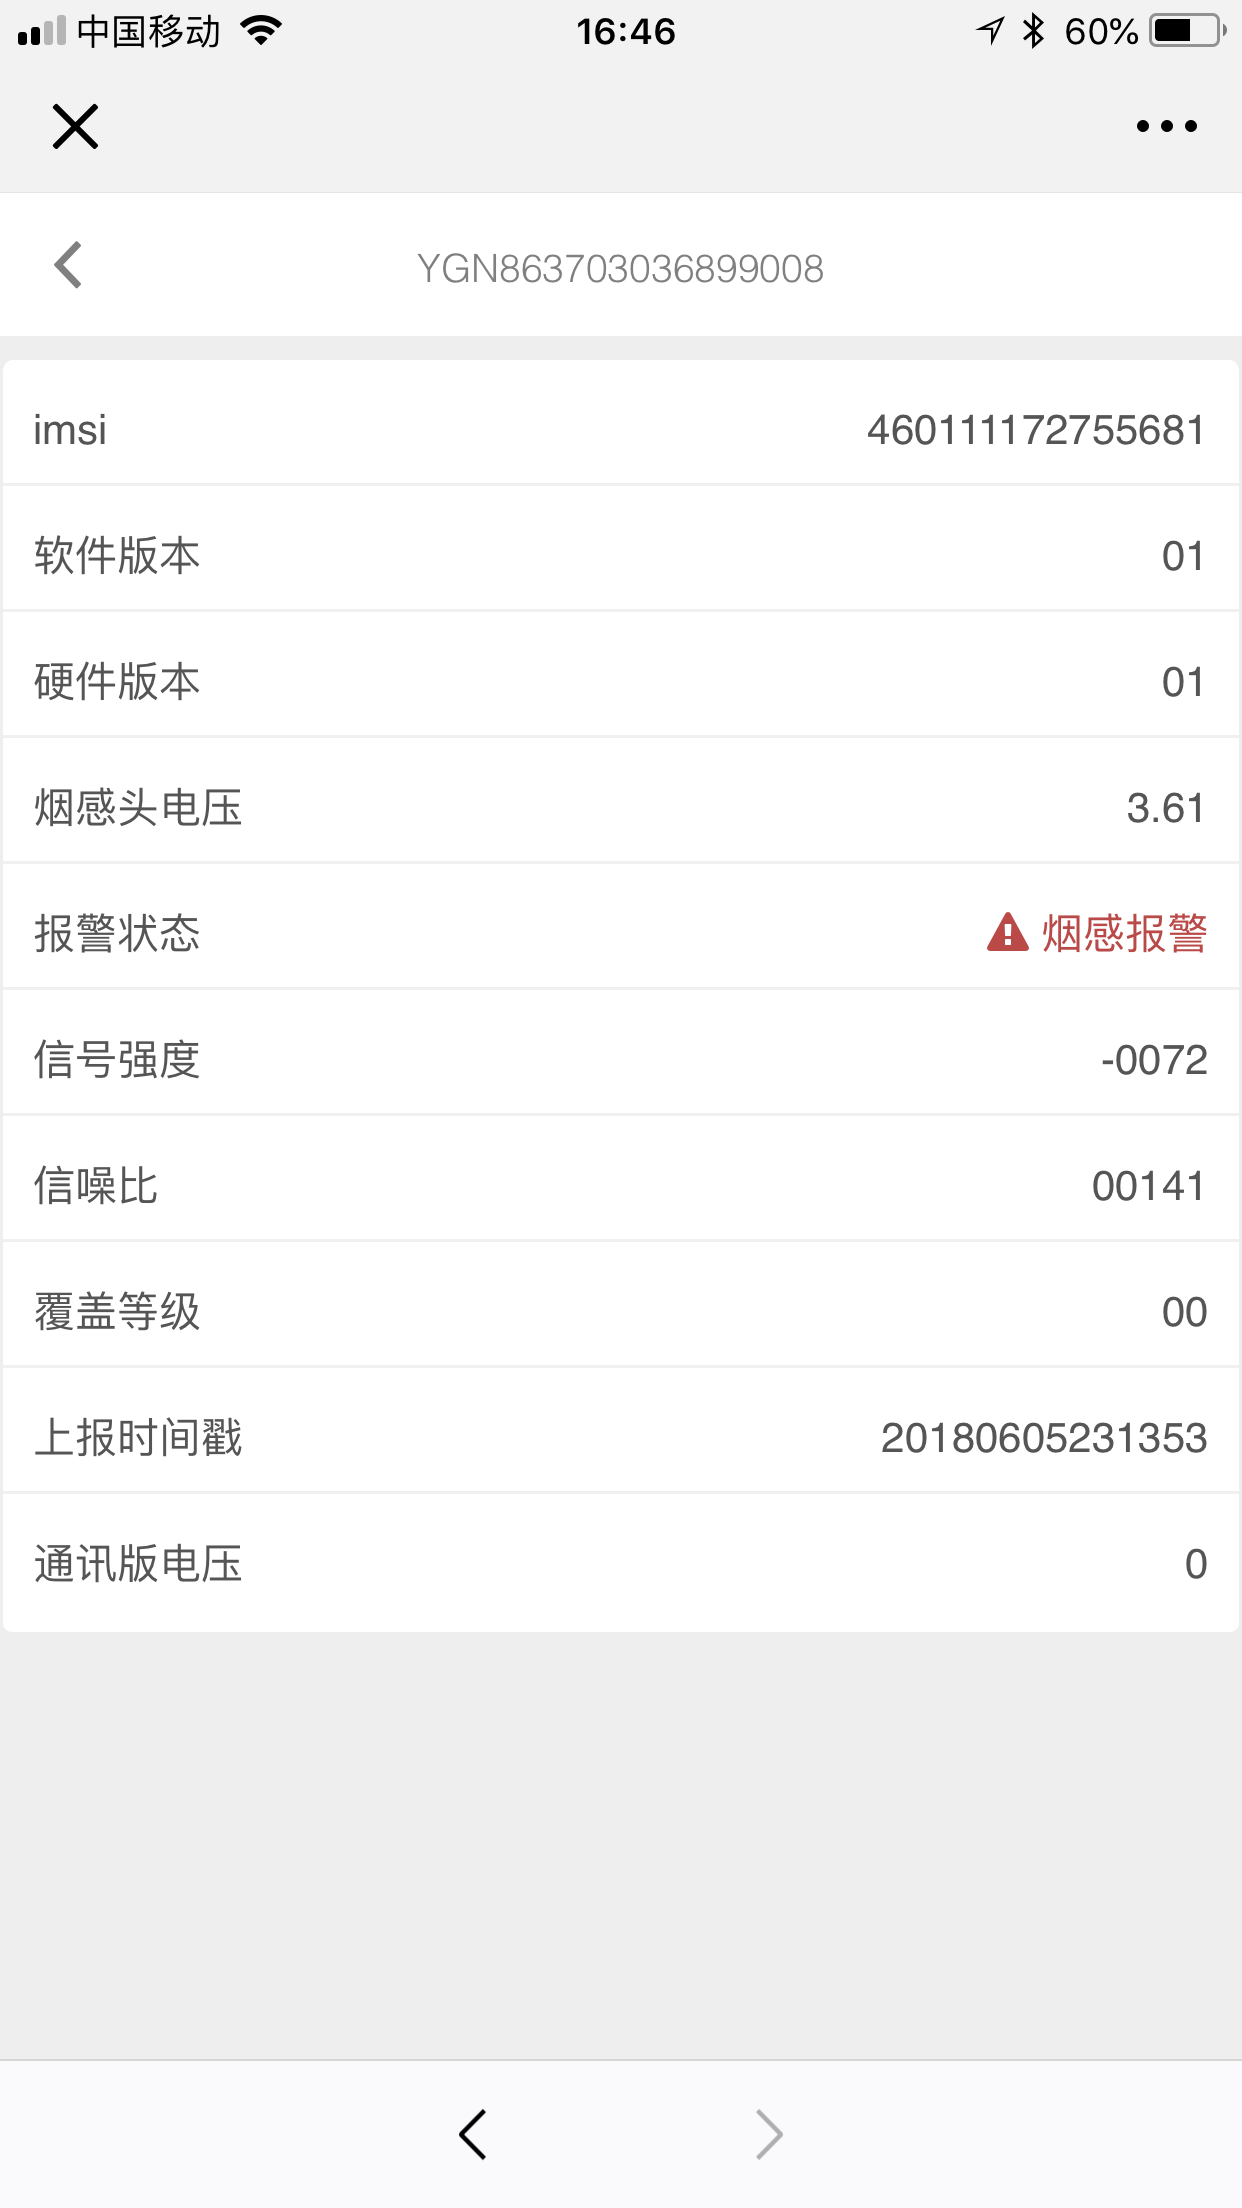 中国移动 16:46 60%
YGN863703036899008
imsi 460111172755681
软件版本 01
硬件版本 01
烟感头电压 3.61
报警状态 烟感报警
信号强度 -0072
信噪比 00141
覆盖等级 00
上报时间戳 20180605231353
通讯版电压 0